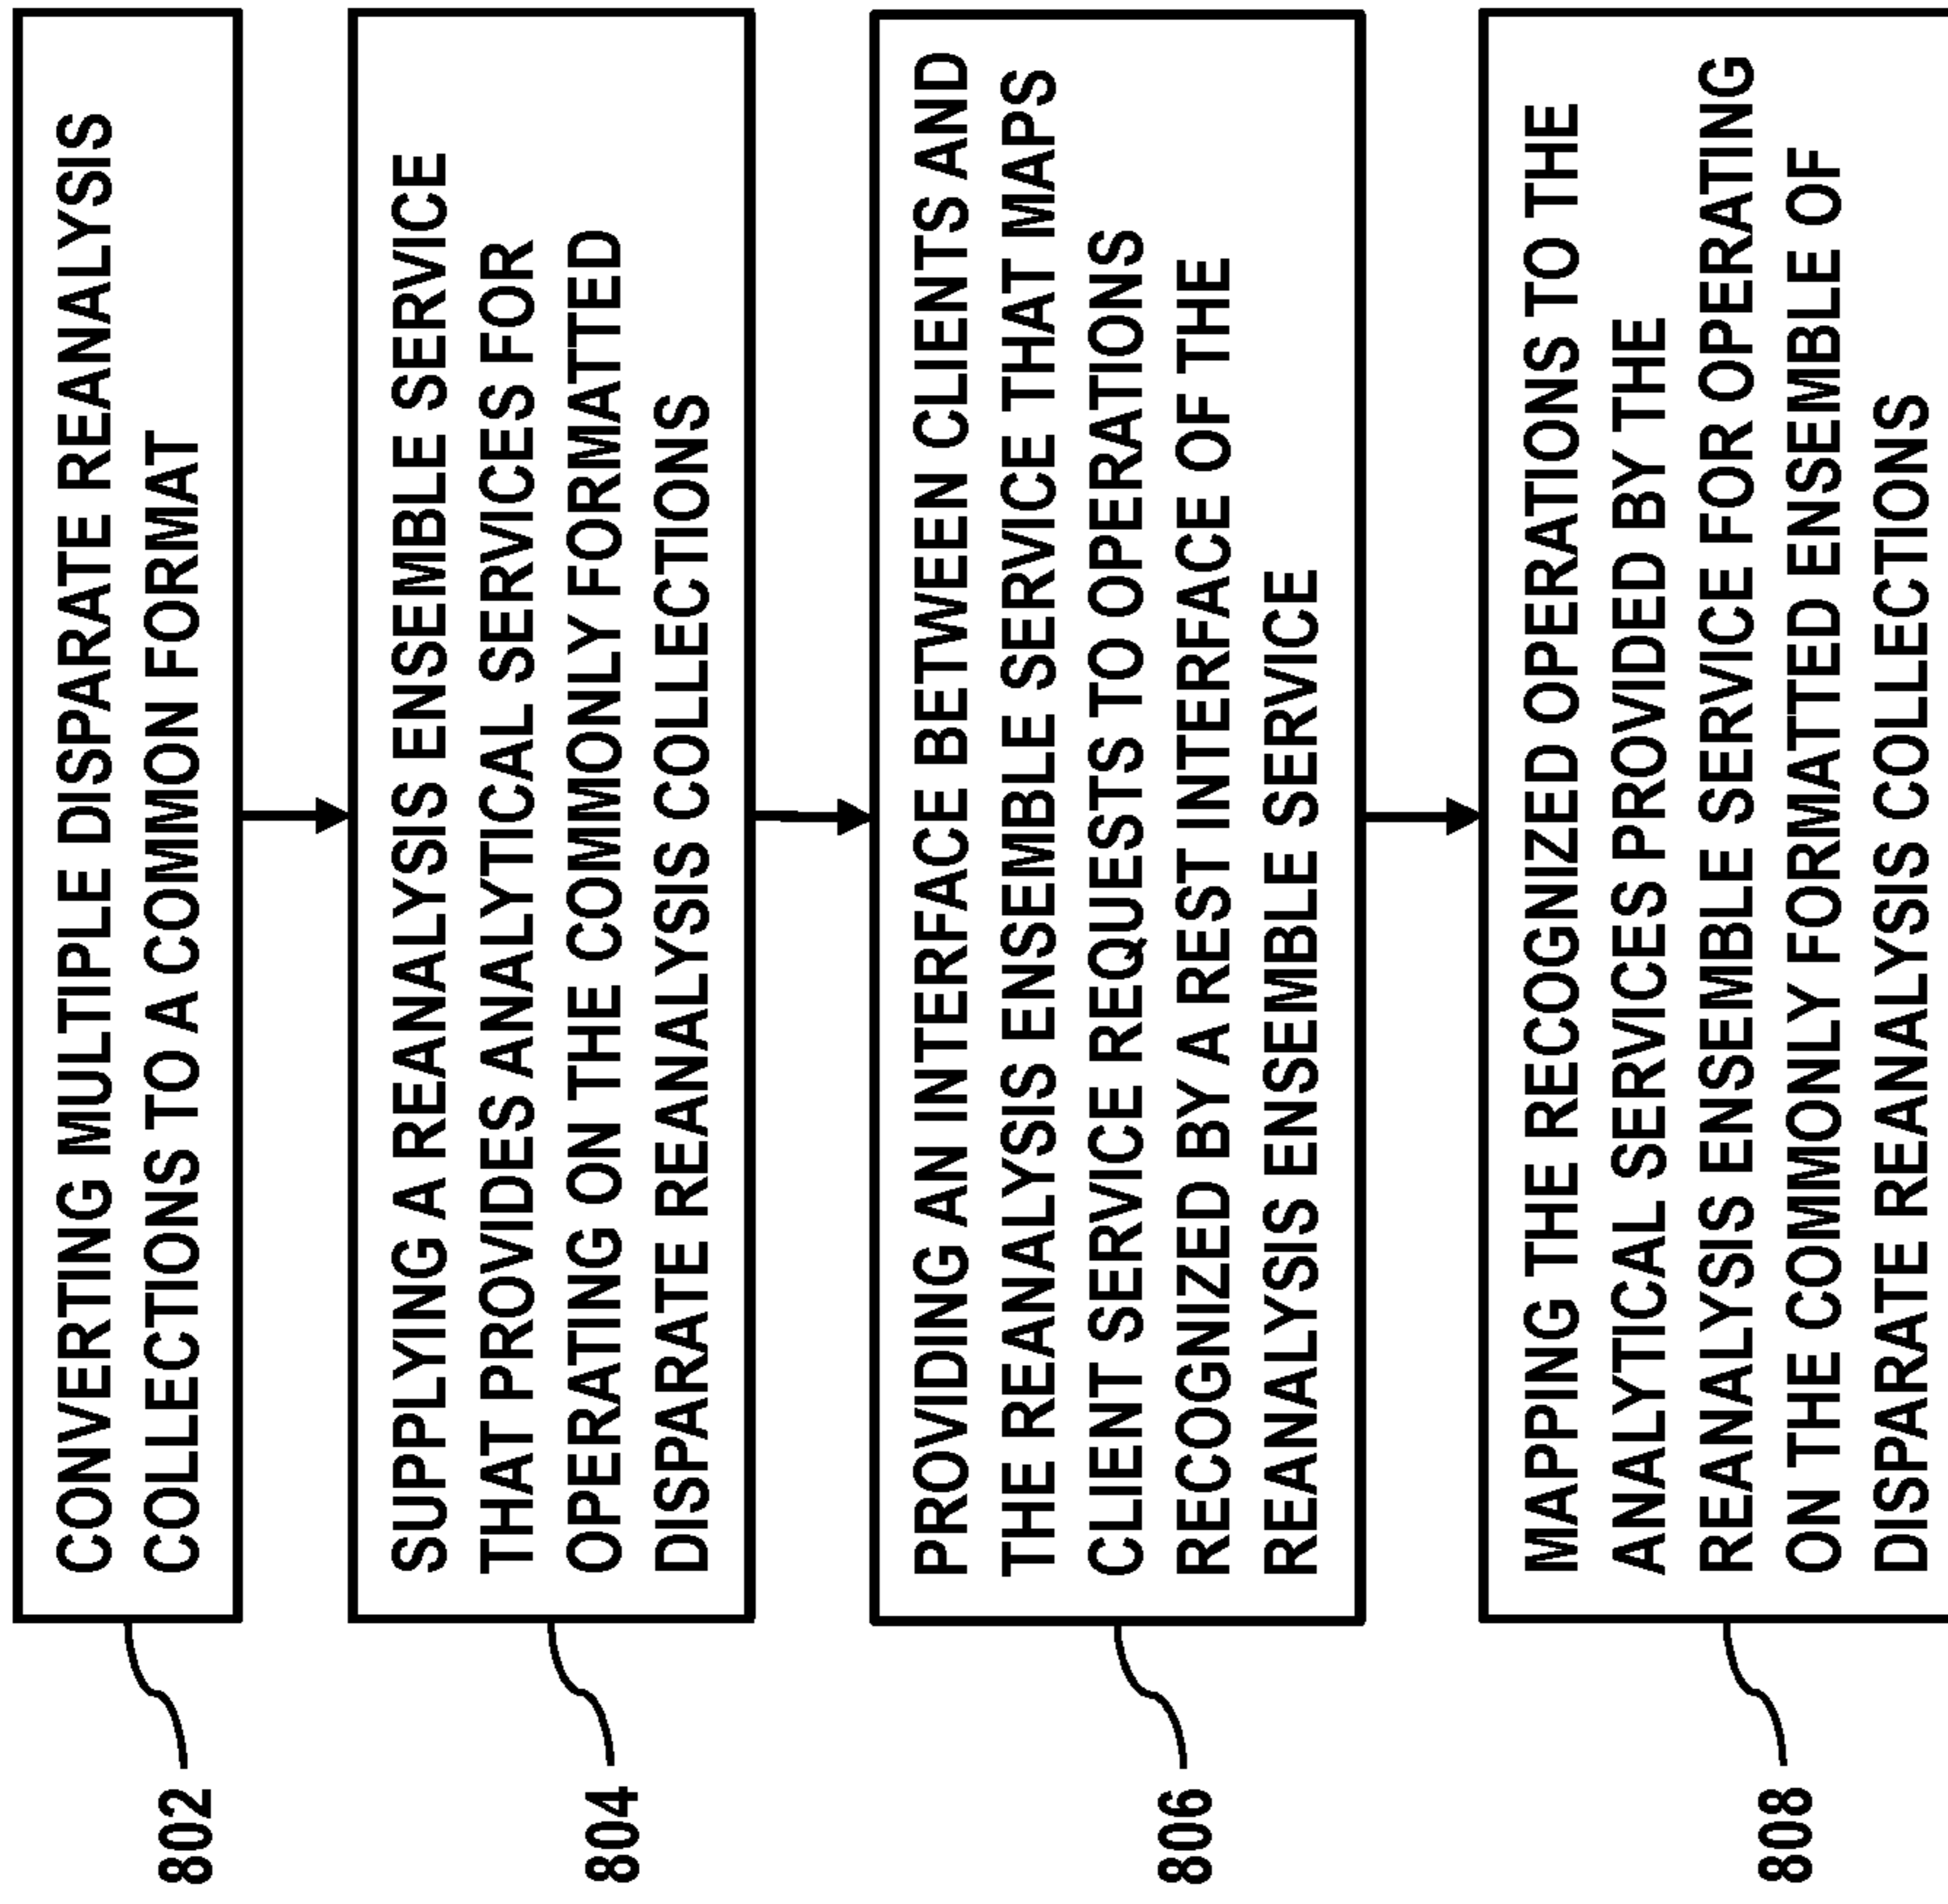 802
CONVERTING MULTIPLE DISPARATE REANALYSIS
COLLECTIONS TO A COMMON FORMAT
804
SUPPLYING A REANALYSIS ENSEMBLE SERVICE
THAT PROVIDES ANALYTICAL SERVICES FOR
OPERATING ON THE COMMONLY FORMATTED
DISPARATE REANALYSIS COLLECTIONS
806
PROVIDING AN INTERFACE BETWEEN CLIENTS AND
THE REANALYSIS ENSEMBLE SERVICE THAT MAPS
CLIENT SERVICE REQUESTS TO OPERATIONS
RECOGNIZED BY A REST INTERFACE OF THE
REANALYSIS ENSEMBLE SERVICE
808
MAPPING THE RECOGNIZED OPERATIONS TO THE
ANALYTICAL SERVICES PROVIDED BY THE
REANALYSIS ENSEMBLE SERVICE FOR OPERATING
ON THE COMMONLY FORMATTED ENSEMBLE OF
DISPARATE REANALYSIS COLLECTIONS